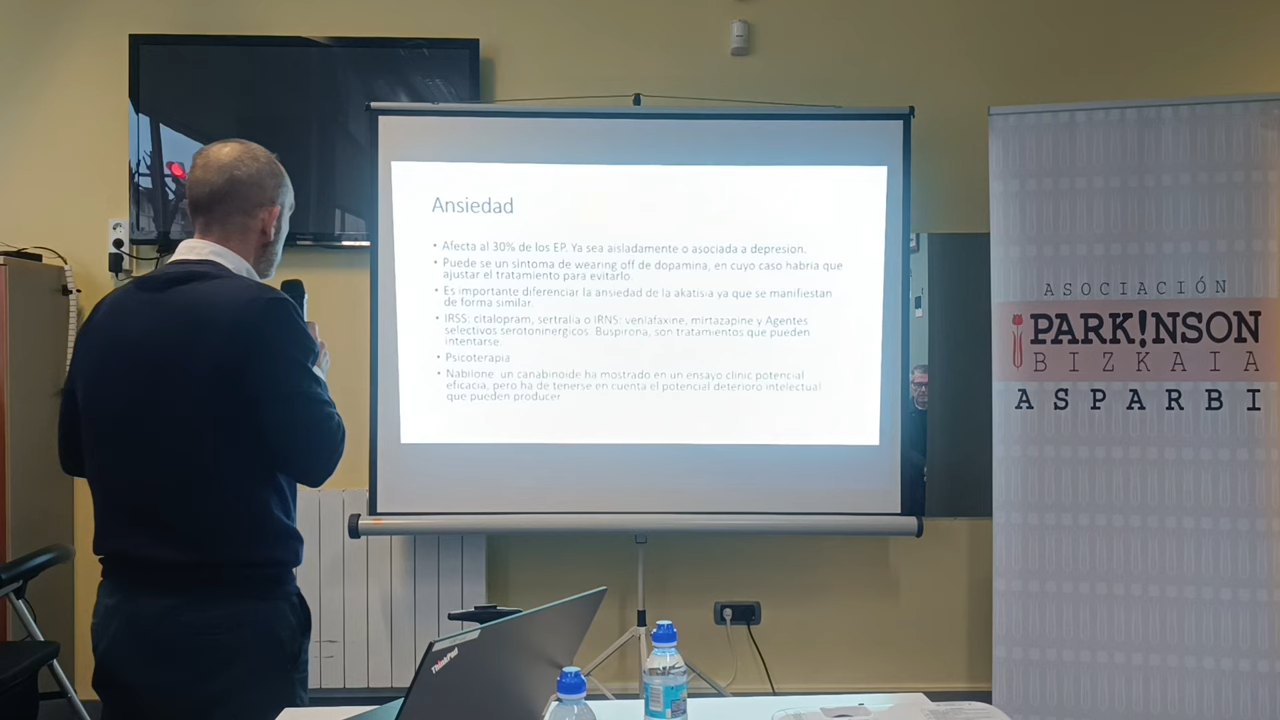 Ansiedad
• Afecta al 30% de los EP. Ya sea aisladamente o asociada a depresion.
• Puede se un sintoma de wearing off de dopamina, en cuyo caso habria que
ajustar el tratamiento para evitarlo.
• Es importante diferenciar la ansiedad de la akatisia ya que se manifiestan
de forma similar.
• IRSS: citalopram, sertralia o IRNS: venlafaxine, mirtazapine y Agentes
selectivos serotoninergicos. Buspirona, son tratamientos que pueden
intentarse.
• Psicoterapia
• Nabilone un canabinoide ha mostrado en un ensayo clinic potencial
eficacia, pero ha de tenerse en cuenta el potencial deterioro intelectual
que pueden producer
ASOCIACIÓN
PARK!NSON
BIZKAIA
ASPARBI
ThinkPad